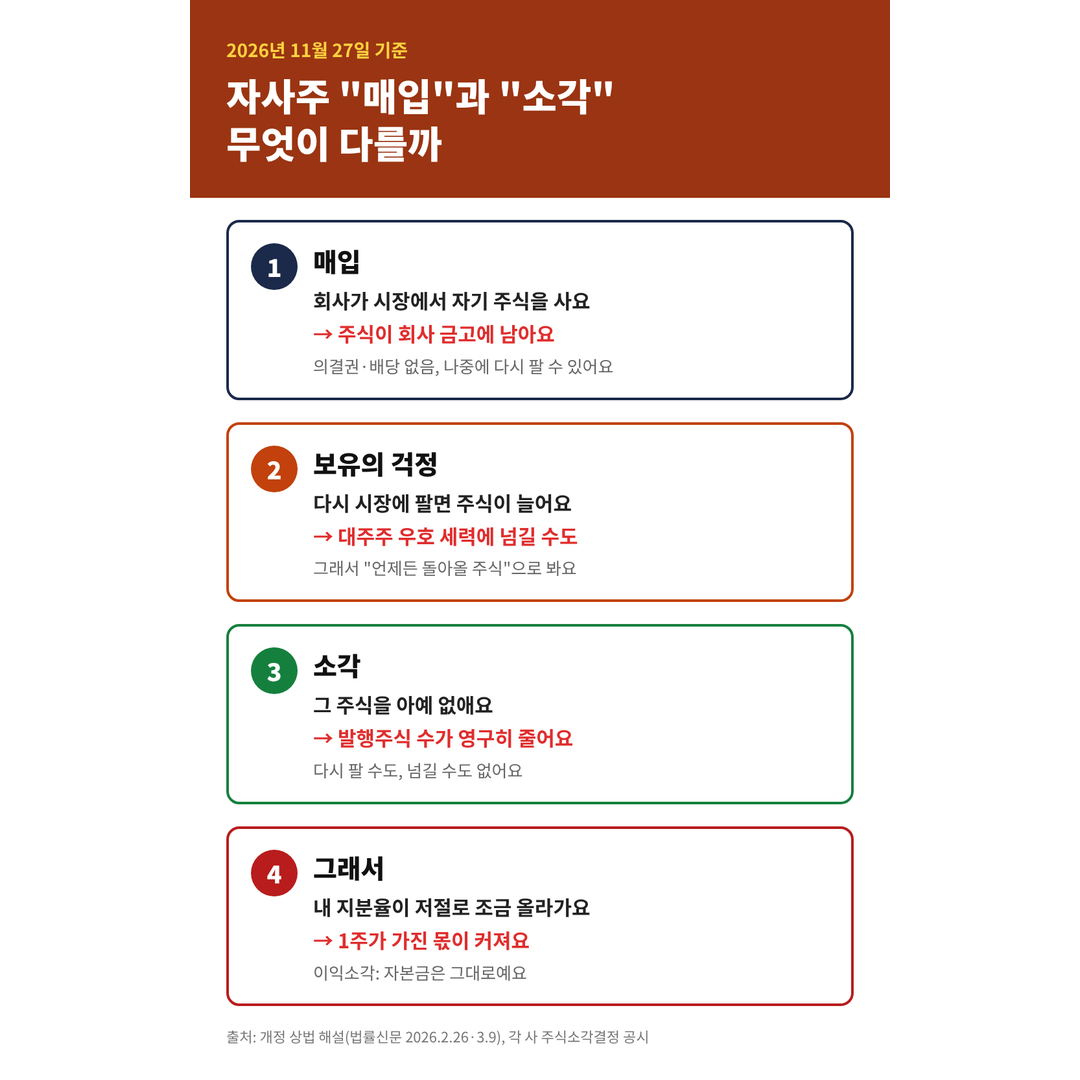 2026년 11월 27일 기준
자사주 "매입"과 "소각"
무엇이 다를까
1
매입
회사가 시장에서 자기 주식을 사요
→ 주식이 회사 금고에 남아요
의결권·배당 없음, 나중에 다시 팔 수 있어요
2
보유의 걱정
다시 시장에 팔면 주식이 늘어요
→ 대주주 우호 세력에 넘길 수도
그래서 "언제든 돌아올 주식"으로 봐요
3
소각
그 주식을 아예 없애요
→ 발행주식 수가 영구히 줄어요
다시 팔 수도, 넘길 수도 없어요
4
그래서
내 지분율이 저절로 조금 올라가요
→ 1주가 가진 몫이 커져요
이익소각: 자본금은 그대로예요
출처: 개정 상법 해설(법률신문 2026.2.26·3.9), 각 사 주식소각결정 공시